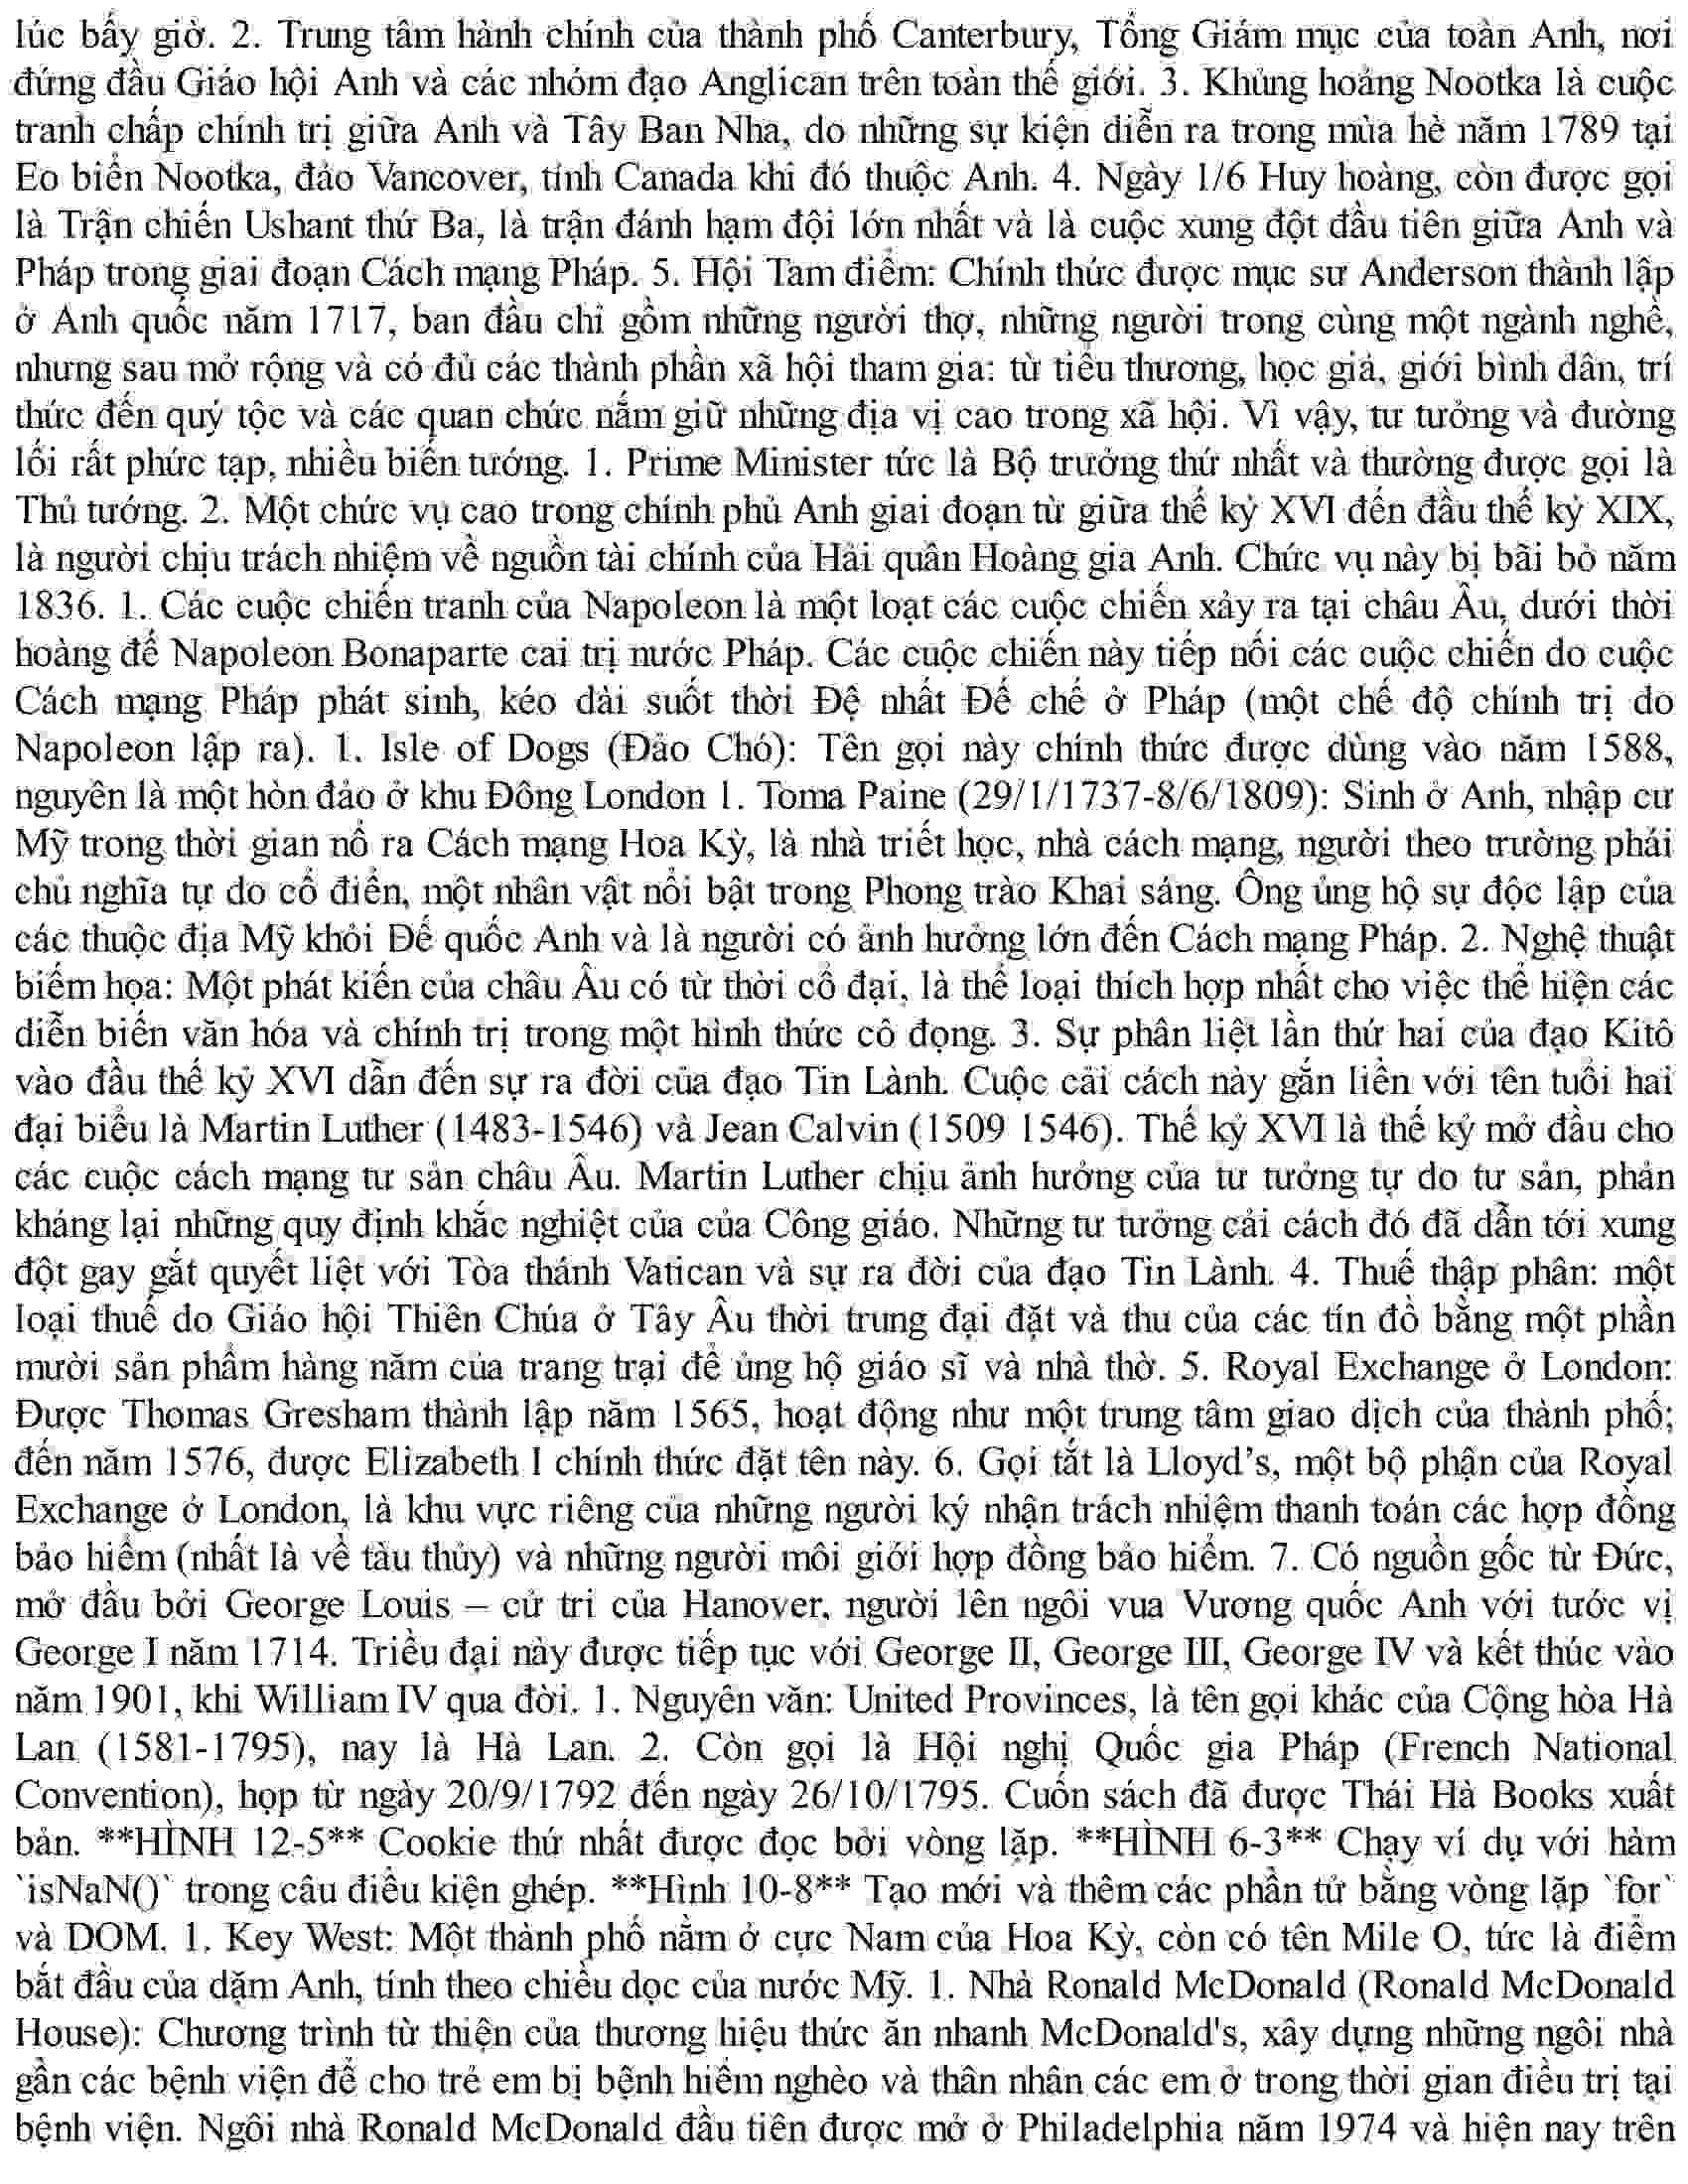 lúc bấy giờ. 2. Trung tâm hành chính của thành phố Canterbury, Tổng Giám mục của toàn Anh, nơi
đứng đầu Giáo hội Anh và các nhóm đạo Anglican trên toàn thế giới. 3. Khủng hoảng Nootka là cuộc
tranh chấp chính trị giữa Anh và Tây Ban Nha, do những sự kiện diễn ra trong mùa hè năm 1789 tại
Eo biển Nootka, đảo Vancover, tỉnh Canada khi đó thuộc Anh. 4. Ngày 1/6 Huy hoàng, còn được gọi
là Trận chiến Ushant thứ Ba, là trận đánh hạm đội lớn nhất và là cuộc xung đột đầu tiên giữa Anh và
Pháp trong giai đoạn Cách mạng Pháp. 5. Hội Tam điểm: Chính thức được mục sư Anderson thành lập
ở Anh quốc năm 1717, ban đầu chỉ gồm những người thợ, những người trong cùng một ngành nghề,
nhưng sau mở rộng và có đủ các thành phần xã hội tham gia: từ tiểu thương, học giả, giới bình dân, trí
thức đến quý tộc và các quan chức nắm giữ những địa vị cao trong xã hội. Vì vậy, tư tưởng và đường
lối rất phức tạp, nhiều biến tướng. 1. Prime Minister tức là Bộ trưởng thứ nhất và thường được gọi là
Thủ tướng. 2. Một chức vụ cao trong chính phủ Anh giai đoạn từ giữa thế kỷ XVI đến đầu thế kỷ XIX,
là người chịu trách nhiệm về nguồn tài chính của Hải quân Hoàng gia Anh. Chức vụ này bị bãi bỏ năm
1836. 1. Các cuộc chiến tranh của Napoleon là một loạt các cuộc chiến xảy ra tại châu Âu, dưới thời
hoàng đế Napoleon Bonaparte cai trị nước Pháp. Các cuộc chiến này tiếp nối các cuộc chiến do cuộc
Cách mạng Pháp phát sinh, kéo dài suốt thời Đệ nhất Đế chế ở Pháp (một chế độ chính trị do
Napoleon lập ra). 1. Isle of Dogs (Đảo Chó): Tên gọi này chính thức được dùng vào năm 1588,
nguyên là một hòn đảo ở khu Đông London 1. Toma Paine (29/1/1737-8/6/1809): Sinh ở Anh, nhập cư
Mỹ trong thời gian nổ ra Cách mạng Hoa Kỳ, là nhà triết học, nhà cách mạng, người theo trường phái
chủ nghĩa tự do cổ điển, một nhân vật nổi bật trong Phong trào Khai sáng. Ông ủng hộ sự độc lập của
các thuộc địa Mỹ khỏi Đế quốc Anh và là người có ảnh hưởng lớn đến Cách mạng Pháp. 2. Nghệ thuật
biếm họa: Một phát kiến của châu Âu có từ thời cổ đại, là thể loại thích hợp nhất cho việc thể hiện các
diễn biến văn hóa và chính trị trong một hình thức cô đọng. 3. Sự phân liệt lần thứ hai của đạo Kitô
vào đầu thế kỷ XVI dẫn đến sự ra đời của đạo Tin Lành. Cuộc cải cách này gắn liền với tên tuổi hai
đại biểu là Martin Luther (1483-1546) và Jean Calvin (1509 1546). Thế kỷ XVI là thế kỷ mở đầu cho
các cuộc cách mạng tư sản châu Âu. Martin Luther chịu ảnh hưởng của tư tưởng tự do tư sản, phản
kháng lại những quy định khắc nghiệt của của Công giáo. Những tư tưởng cải cách đó đã dẫn tới xung
đột gay gắt quyết liệt với Tòa thánh Vatican và sự ra đời của đạo Tin Lành. 4. Thuế thập phân: một
loại thuế do Giáo hội Thiên Chúa ở Tây Âu thời trung đại đặt và thu của các tín đồ bằng một phần
mười sản phẩm hàng năm của trang trại để ủng hộ giáo sĩ và nhà thờ. 5. Royal Exchange ở London:
Được Thomas Gresham thành lập năm 1565, hoạt động như một trung tâm giao dịch của thành phố;
đến năm 1576, được Elizabeth I chính thức đặt tên này. 6. Gọi tắt là Lloyd's, một bộ phận của Royal
Exchange ở London, là khu vực riêng của những người ký nhận trách nhiệm thanh toán các hợp đồng
bảo hiểm (nhất là về tàu thủy) và những người môi giới hợp đồng bảo hiểm. 7. Có nguồn gốc từ Đức,
mở đầu bởi George Louis – cử tri của Hanover, người lên ngôi vua Vương quốc Anh với tước vị
George I năm 1714. Triều đại này được tiếp tục với George II, George III, George IV và kết thúc vào
năm 1901, khi William IV qua đời. 1. Nguyên văn: United Provinces, là tên gọi khác của Cộng hòa Hà
Lan (1581-1795), nay là Hà Lan. 2. Còn gọi là Hội nghị Quốc gia Pháp (French National
Convention), họp từ ngày 20/9/1792 đến ngày 26/10/1795. Cuốn sách đã được Thái Hà Books xuất
bản. **HÌNH 12-5** Cookie thứ nhất được đọc bởi vòng lặp. **HÌNH 6-3** Chạy ví dụ với hàm
`isNaN()` trong câu điều kiện ghép. **Hình 10-8** Tạo mới và thêm các phần tử bằng vòng lặp `for`
và DOM. 1. Key West: Một thành phố nằm ở cực Nam của Hoa Kỳ, còn có tên Mile O, tức là điểm
bắt đầu của dặm Anh, tính theo chiều dọc của nước Mỹ. 1. Nhà Ronald McDonald (Ronald McDonald
House): Chương trình từ thiện của thương hiệu thức ăn nhanh McDonald's, xây dựng những ngôi nhà
gần các bệnh viện để cho trẻ em bị bệnh hiểm nghèo và thân nhân các em ở trong thời gian điều trị tại
bệnh viện. Ngôi nhà Ronald McDonald đầu tiên được mở ở Philadelphia năm 1974 và hiện nay trên